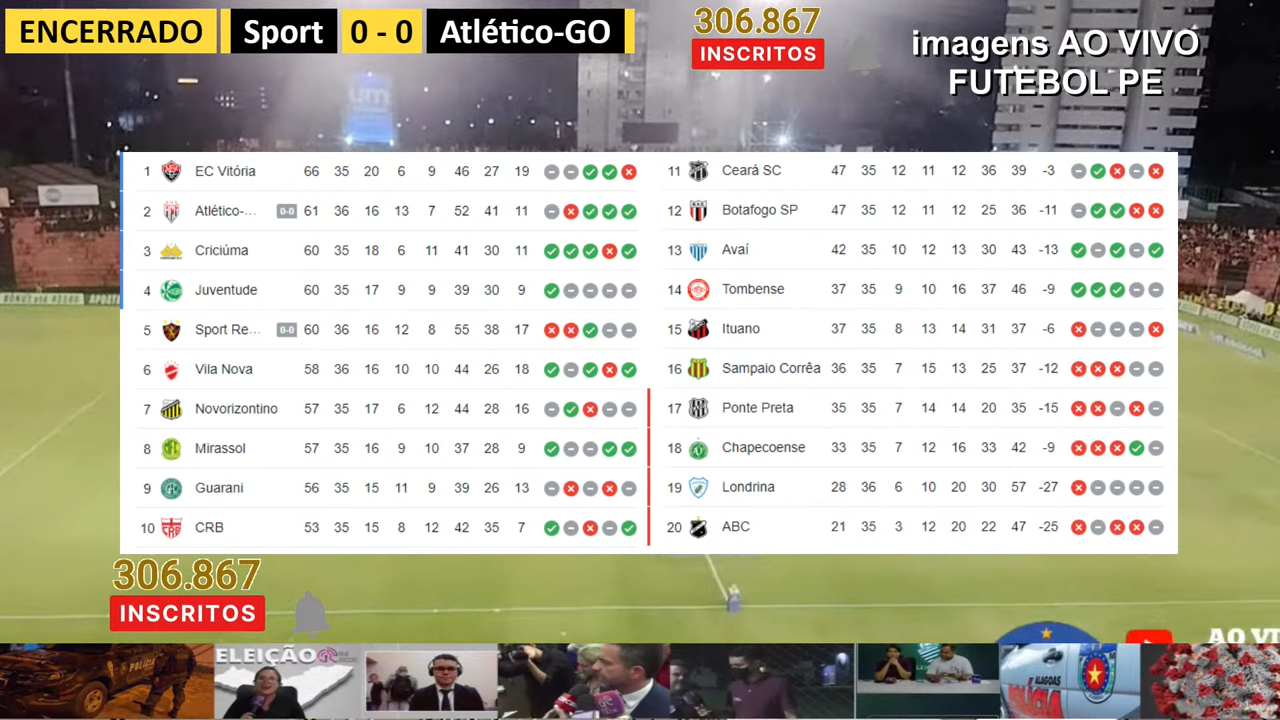 ENCERRADO Sport 0 - 0 Atlético-GO
306.867
INSCRITOS
imagens AO VIVO
FUTEBOL PE
um
1 EC Vitória 66 35 20 6 9 46 27 19
2 Atlético-... 0-0 61 36 16 13 7 52 41 11
3 Criciúma 60 35 18 6 11 41 30 11
4 Juventude 60 35 17 9 9 39 30 9
5 Sport Re... 0-0 60 36 16 12 8 55 38 17
6 Vila Nova 58 36 16 10 10 44 26 18
7 Novorizontino 57 35 17 6 12 44 28 16
8 Mirassol 57 35 16 9 10 37 28 9
9 Guarani 56 35 15 11 9 39 26 13
10 CRB 53 35 15 8 12 42 35 7
11 Ceará SC 47 35 12 11 12 36 39 -3
12 Botafogo SP 47 35 12 11 12 25 36 -11
13 Avaí 42 35 10 12 13 30 43 -13
14 Tombense 37 35 9 10 16 37 46 -9
15 Ituano 37 35 8 13 14 31 37 -6
16 Sampaio Corrêa 36 35 7 15 13 25 37 -12
17 Ponte Preta 35 35 7 14 14 20 35 -15
18 Chapecoense 33 35 7 12 16 33 42 -9
19 Londrina 28 36 6 10 20 30 57 -27
20 ABC 21 35 3 12 20 22 47 -25
306.867
INSCRITOS
AO VI
ELEIÇÃO
POLÍCIA
ALAGOAS
POLÍCIA